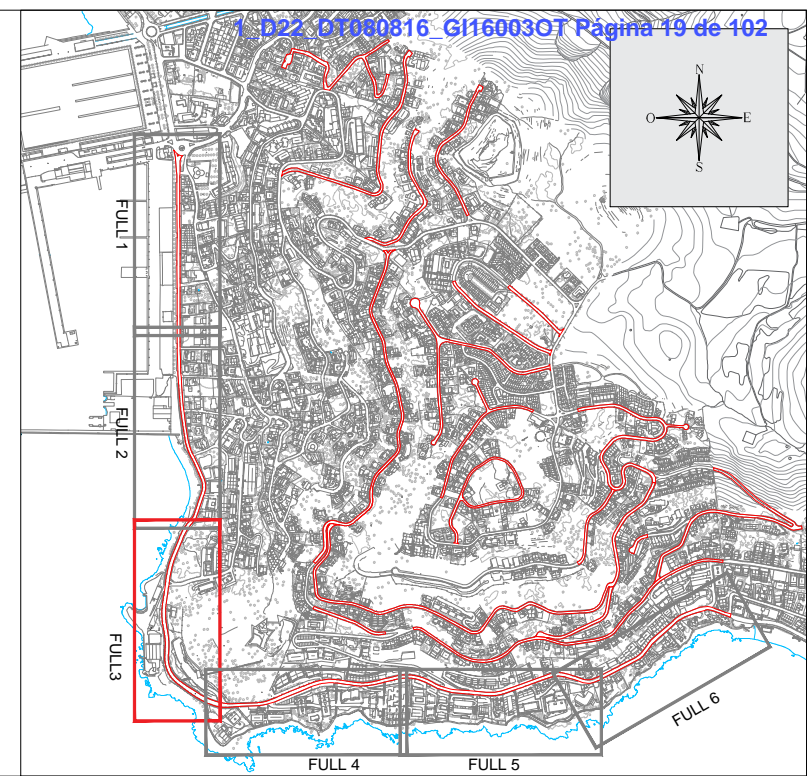 1_D22_DT080816_GI16003OT Página 19 de 102
N
O
E
S
FULL 1
FULL 2
FULL3
FULL 4
FULL 5
FULL 6